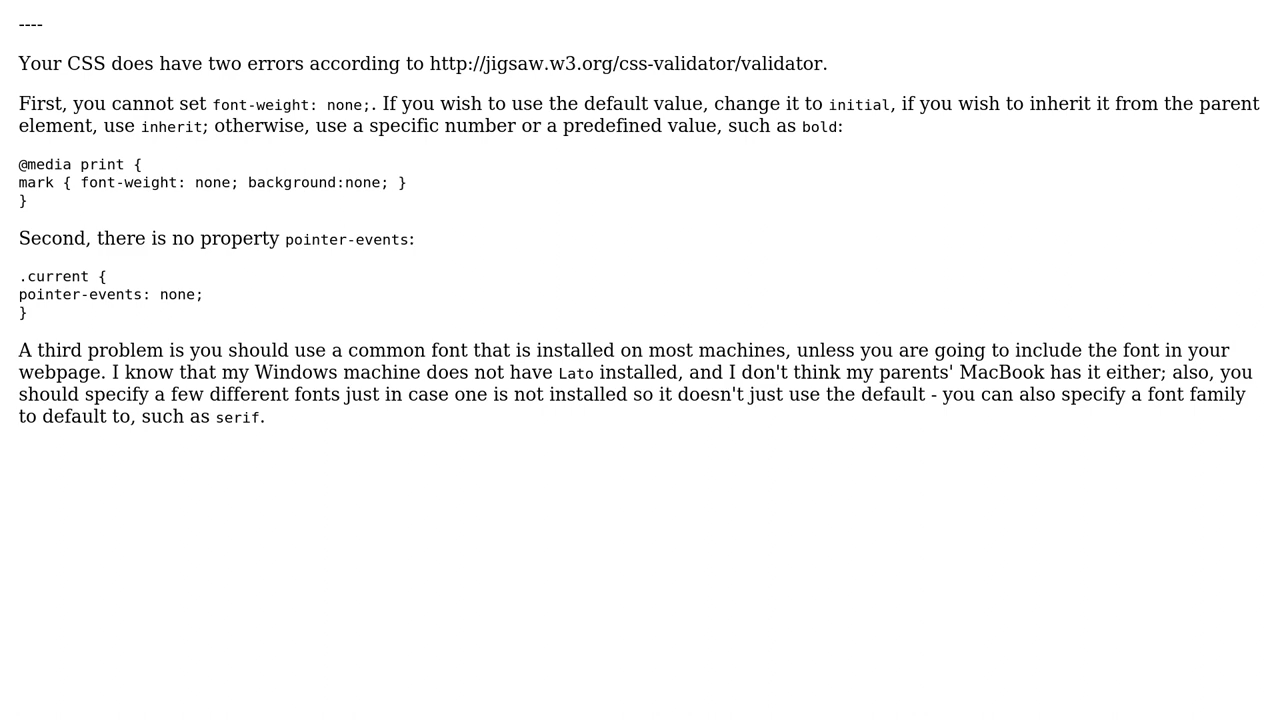 ----
Your CSS does have two errors according to http://jigsaw.w3.org/css-validator/validator.
First, you cannot set font-weight: none;. If you wish to use the default value, change it to initial, if you wish to inherit it from the parent
element, use inherit; otherwise, use a specific number or a predefined value, such as bold:
@media print {
mark { font-weight: none; background:none; }
}
Second, there is no property pointer-events:
.current {
pointer-events: none;
}
A third problem is you should use a common font that is installed on most machines, unless you are going to include the font in your
webpage. I know that my Windows machine does not have Lato installed, and I don't think my parents' MacBook has it either; also, you
should specify a few different fonts just in case one is not installed so it doesn't just use the default - you can also specify a font family
to default to, such as serif.